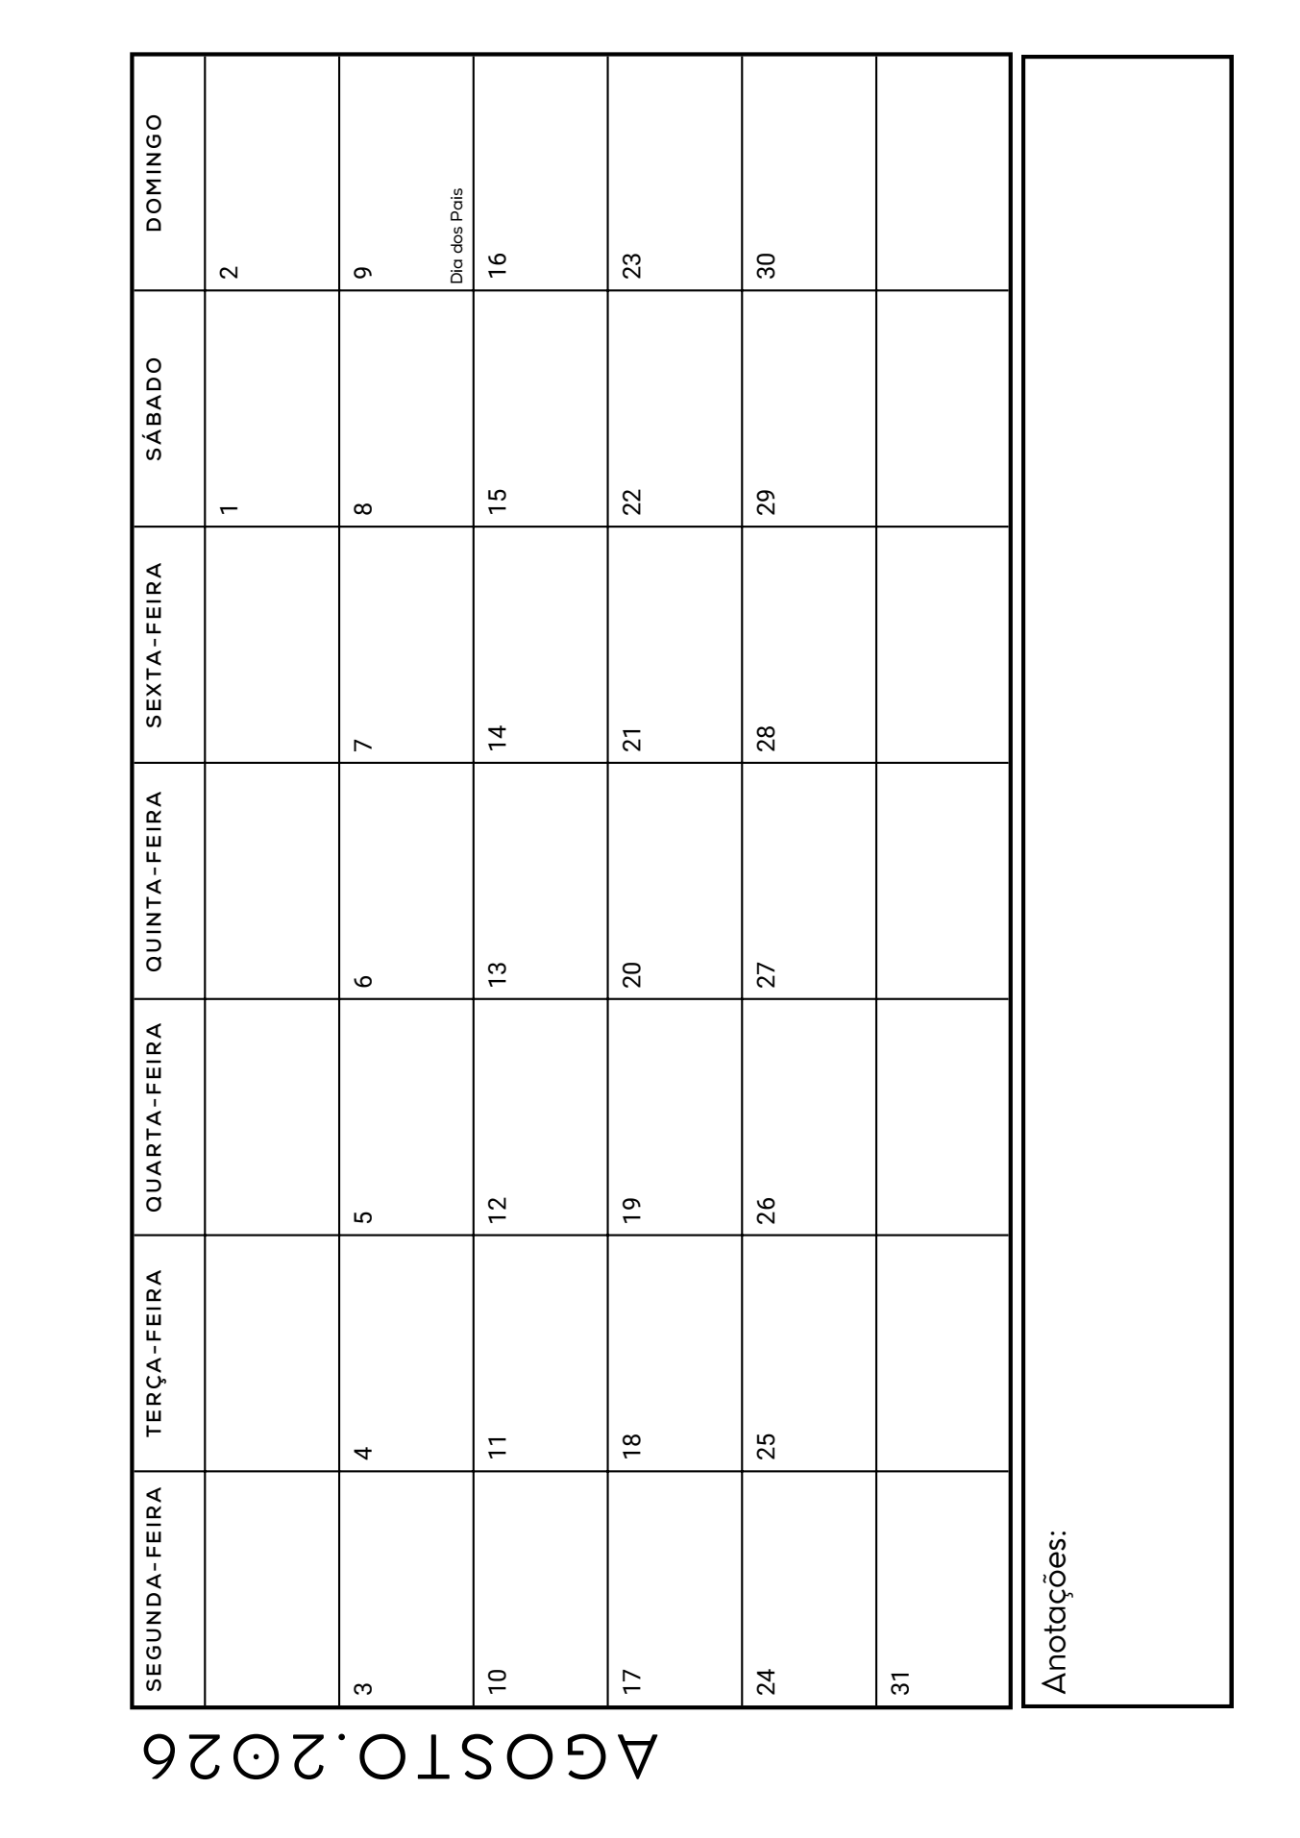 AGOSTO.2026
SEGUNDA-FEIRA TERÇA-FEIRA QUARTA-FEIRA QUINTA-FEIRA SEXTA-FEIRA SÁBADO DOMINGO
1 2
3 4 5 6 7 8 9
Dia dos Pais
10 11 12 13 14 15 16
17 18 19 20 21 22 23
24 25 26 27 28 29 30
31
Anotações: